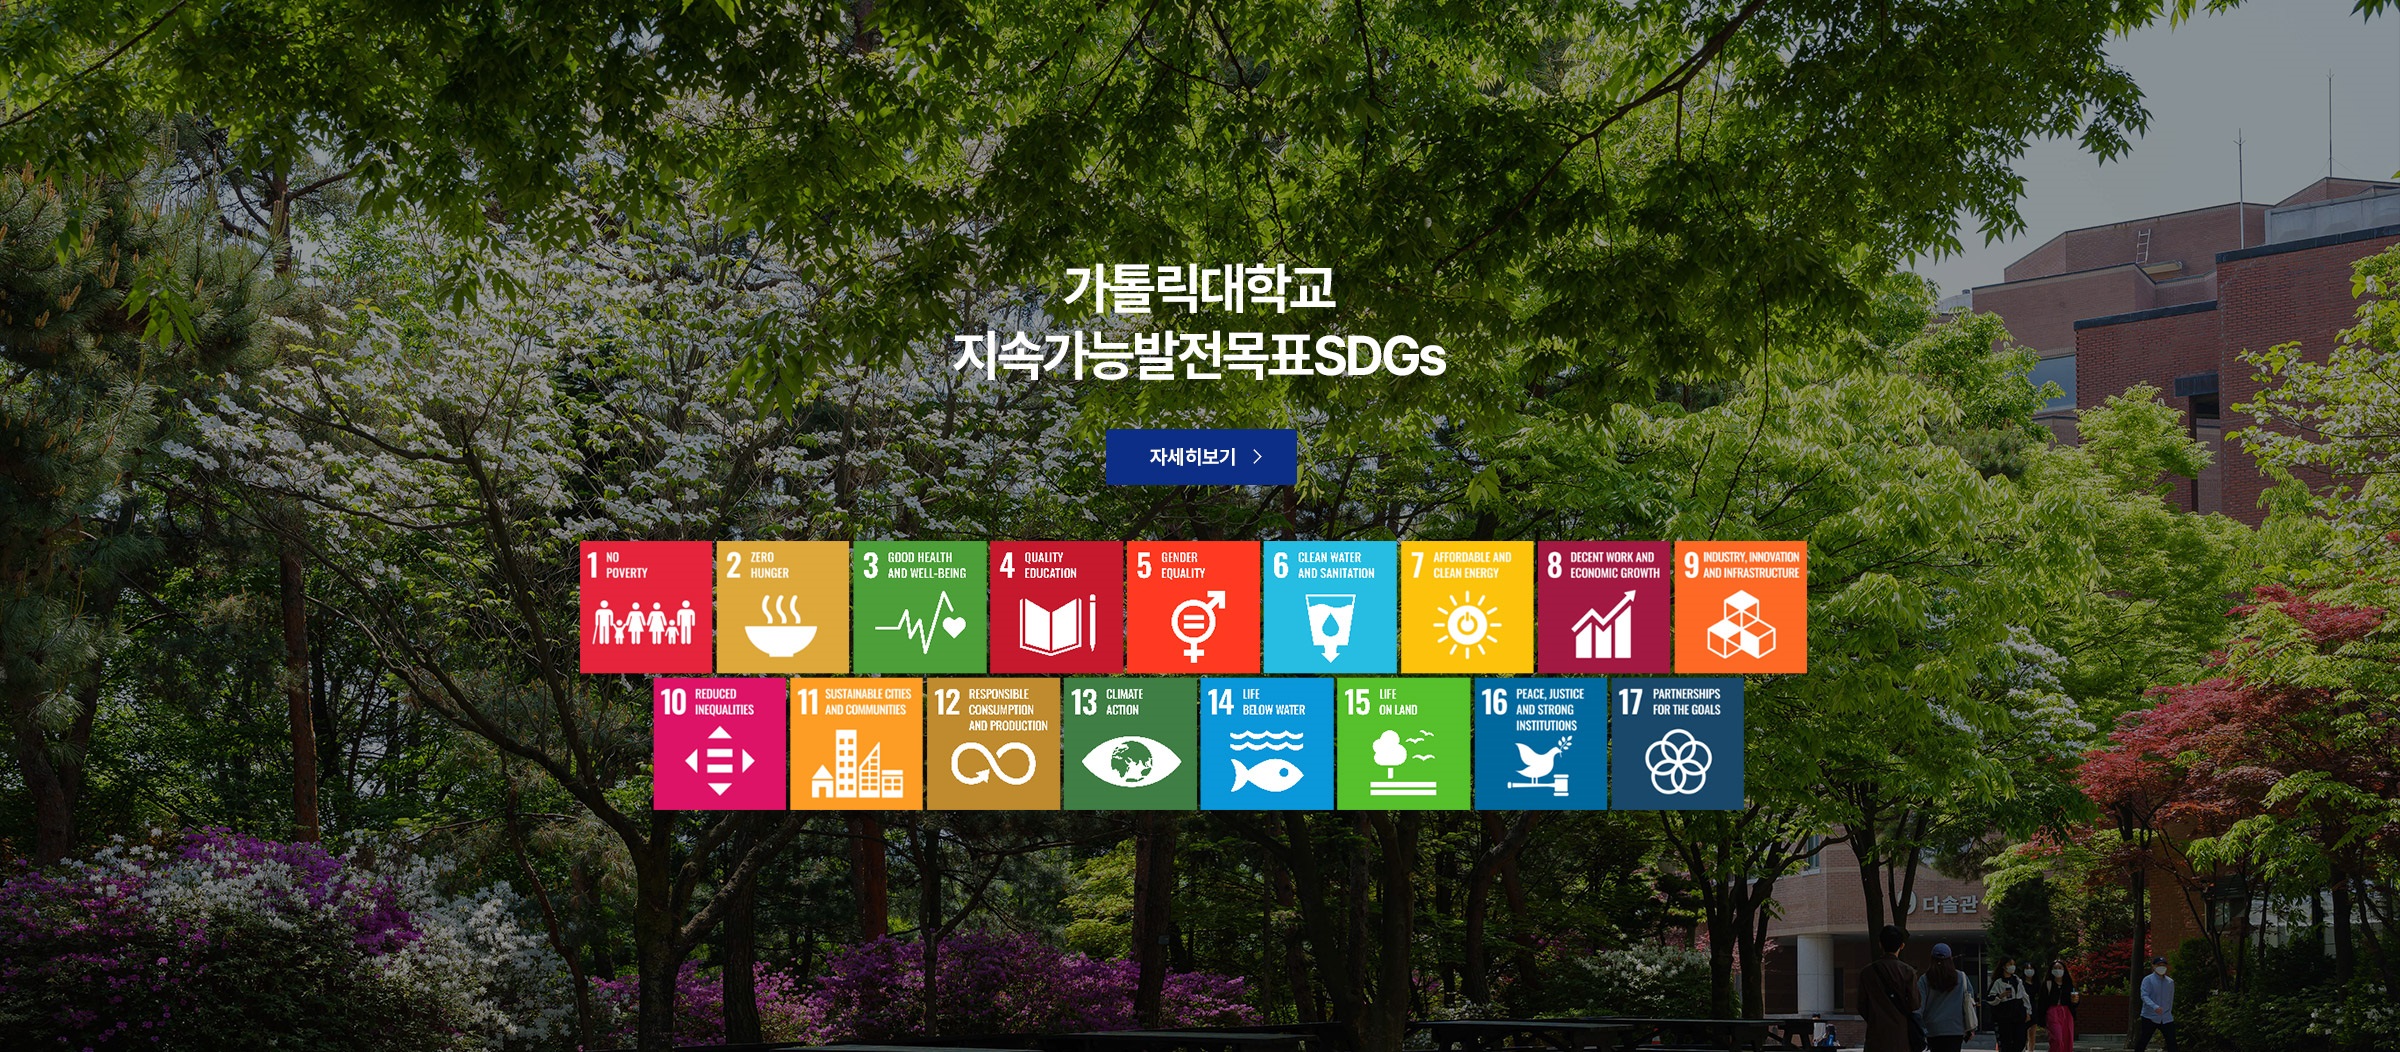 가톨릭대학교
지속가능발전목표SDGs
자세히보기
1 NO
POVERTY
2 ZERO
HUNGER
3 GOOD HEALTH
AND WELL-BEING
4 QUALITY
EDUCATION
5 GENDER
EQUALITY
6 CLEAN WATER
AND SANITATION
7 AFFORDABLE AND
CLEAN ENERGY
8 DECENT WORK AND
ECONOMIC GROWTH
9 INDUSTRY, INNOVATION
AND INFRASTRUCTURE
10 REDUCED
INEQUALITIES
11 SUSTAINABLE CITIES
AND COMMUNITIES
12 RESPONSIBLE
CONSUMPTION
AND PRODUCTION
13 CLIMATE
ACTION
14 LIFE
BELOW WATER
15 LIFE
ON LAND
16 PEACE, JUSTICE
AND STRONG
INSTITUTIONS
17 PARTNERSHIPS
FOR THE GOALS
다솔관